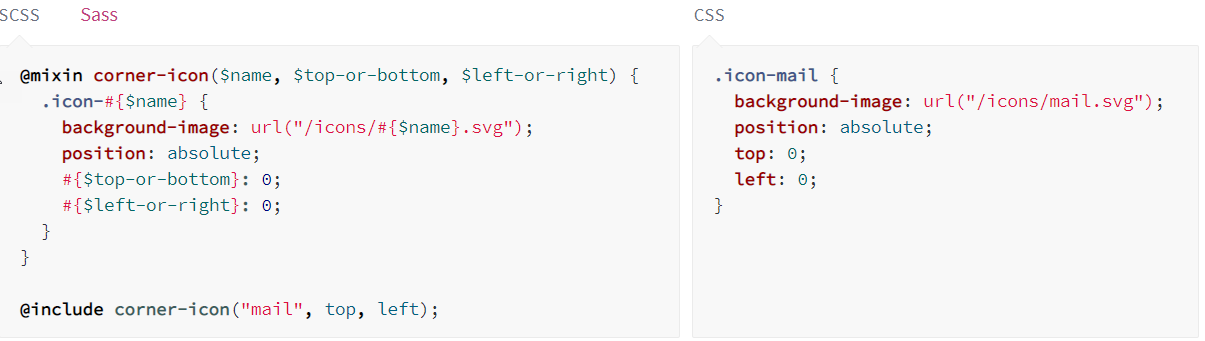 SCSS Sass
@mixin corner-icon($name, $top-or-bottom, $left-or-right) {
  .icon-#{$name} {
    background-image: url("/icons/#{$name}.svg");
    position: absolute;
    #{$top-or-bottom}: 0;
    #{$left-or-right}: 0;
  }
}
@include corner-icon("mail", top, left);
CSS
.icon-mail {
  background-image: url("/icons/mail.svg");
  position: absolute;
  top: 0;
  left: 0;
}